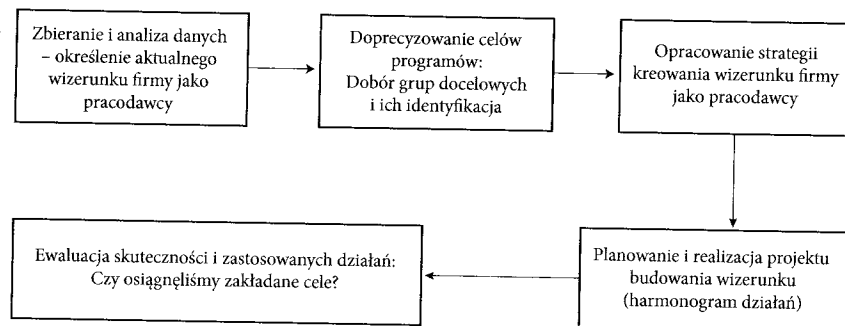 Zbieranie i analiza danych
– określenie aktualnego
wizerunku firmy jako
pracodawcy
Doprecyzowanie celów
programów:
Dobór grup docelowych
i ich identyfikacja
Opracowanie strategii
kreowania wizerunku firmy
jako pracodawcy
Planowanie i realizacja projektu
budowania wizerunku
(harmonogram działań)
Ewaluacja skuteczności i zastosowanych działań:
Czy osiągnęliśmy zakładane cele?